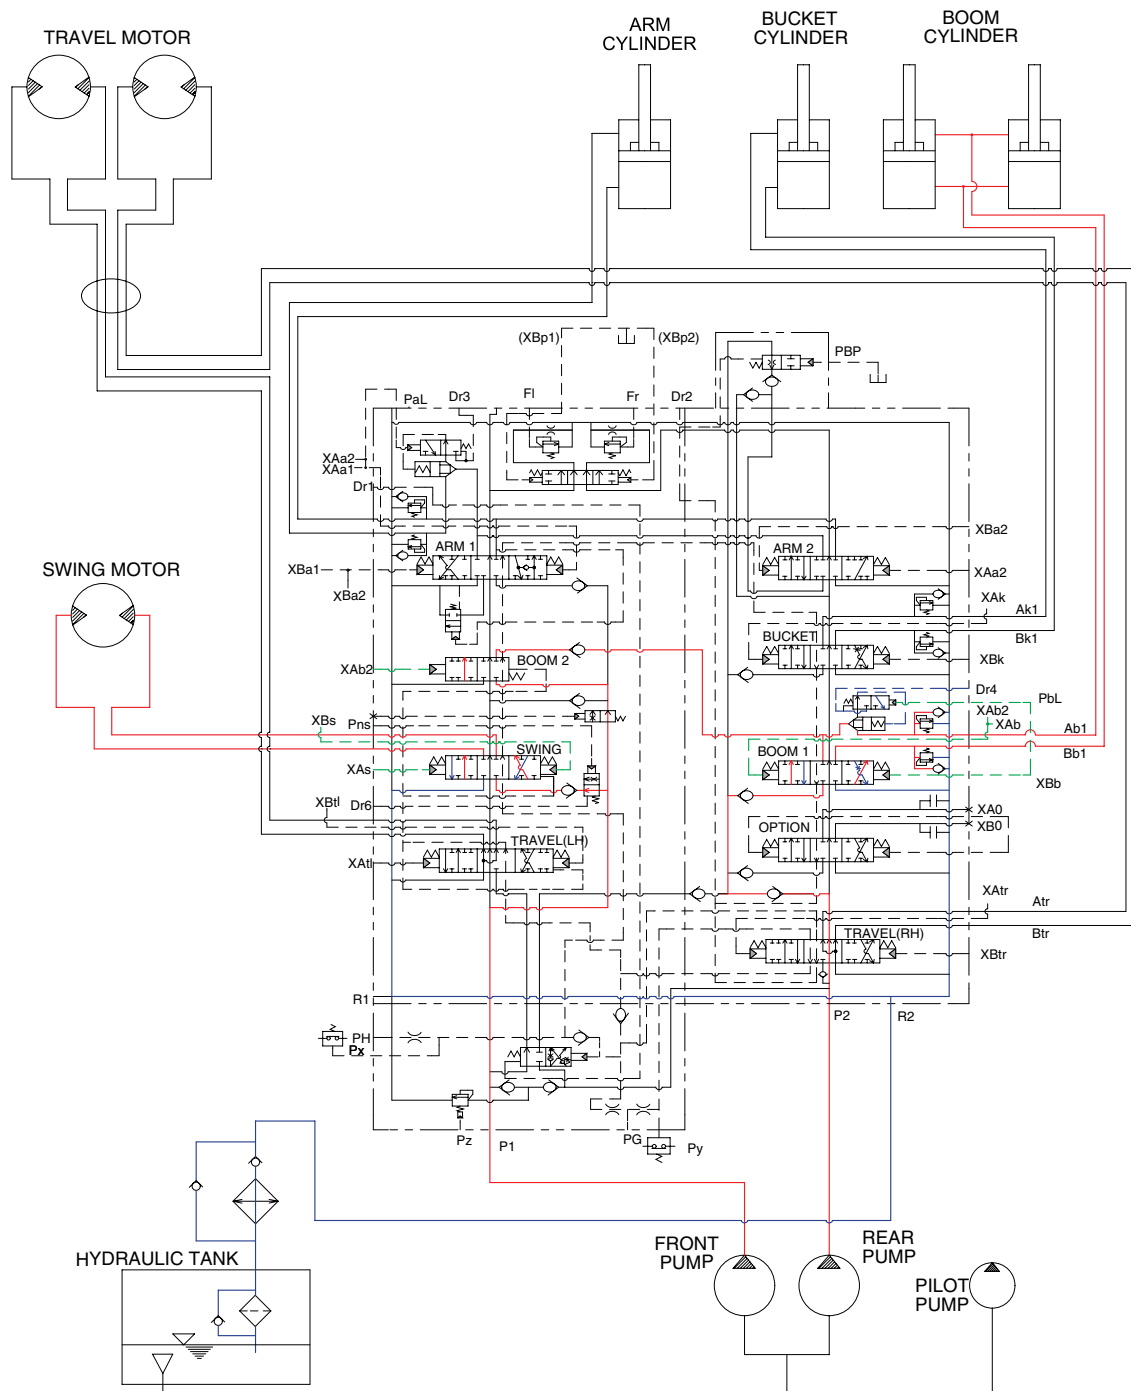 TRAVEL MOTOR
ARM
CYLINDER
BUCKET
CYLINDER
BOOM
CYLINDER
(XBp1)
(XBp2)
PBP
PaL
Dr3
Fl
Fr
Dr2
XAa2
XAa1
Dr1
XBa2
ARM 1
ARM 2
XBa1
XAa2
SWING MOTOR
XBa2
XAk
Ak1
BUCKET
Bk1
XAb2
BOOM 2
XBk
Dr4
PbL
XBs
Pns
XAb2
XAb
Ab1
SWING
BOOM 1
Bb1
XAs
XBb
XBtl
Dr6
XA0
XB0
OPTION
TRAVEL(LH)
XAtl
XAtr
Atr
TRAVEL(RH)
Btr
XBtr
R1
P2
R2
PH
Px
Pz
P1
PG
Py
HYDRAULIC TANK
FRONT
PUMP
REAR
PUMP
PILOT
PUMP